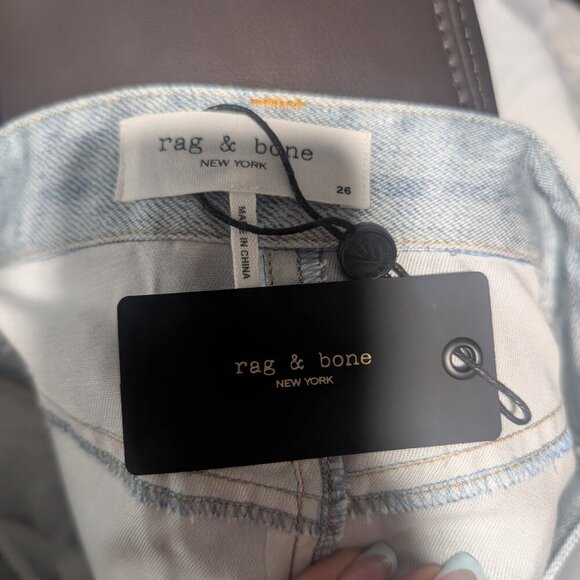 rag & bone
NEW YORK
26
MADE IN CHINA
rag & bone
NEW YORK